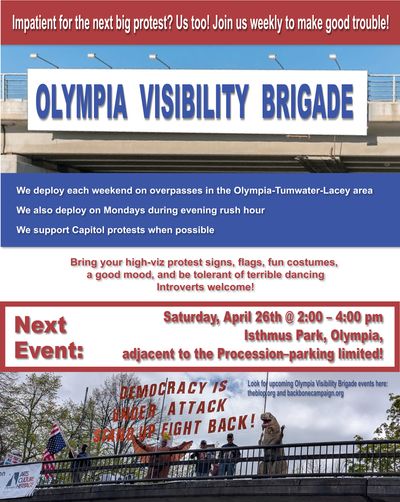 Impatient for the next big protest? Us too! Join us weekly to make good trouble!
OLYMPIA VISIBILITY BRIGADE
We deploy each weekend on overpasses in the Olympia-Tumwater-Lacey area
We also deploy on Mondays during evening rush hour
We support Capitol protests when possible
Bring your high-viz protest signs, flags, fun costumes,
a good mood, and be tolerant of terrible dancing
Introverts welcome!
Next
Event:
Saturday, April 26th @ 2:00 – 4:00 pm
Isthmus Park, Olympia,
adjacent to the Procession–parking limited!
Look for upcoming Olympia Visibility Brigade events here:
theblop.org and backbonecampaign.org
DEMOCRACY IS
UNDER ATTACK
STAND UP FIGHT BACK!